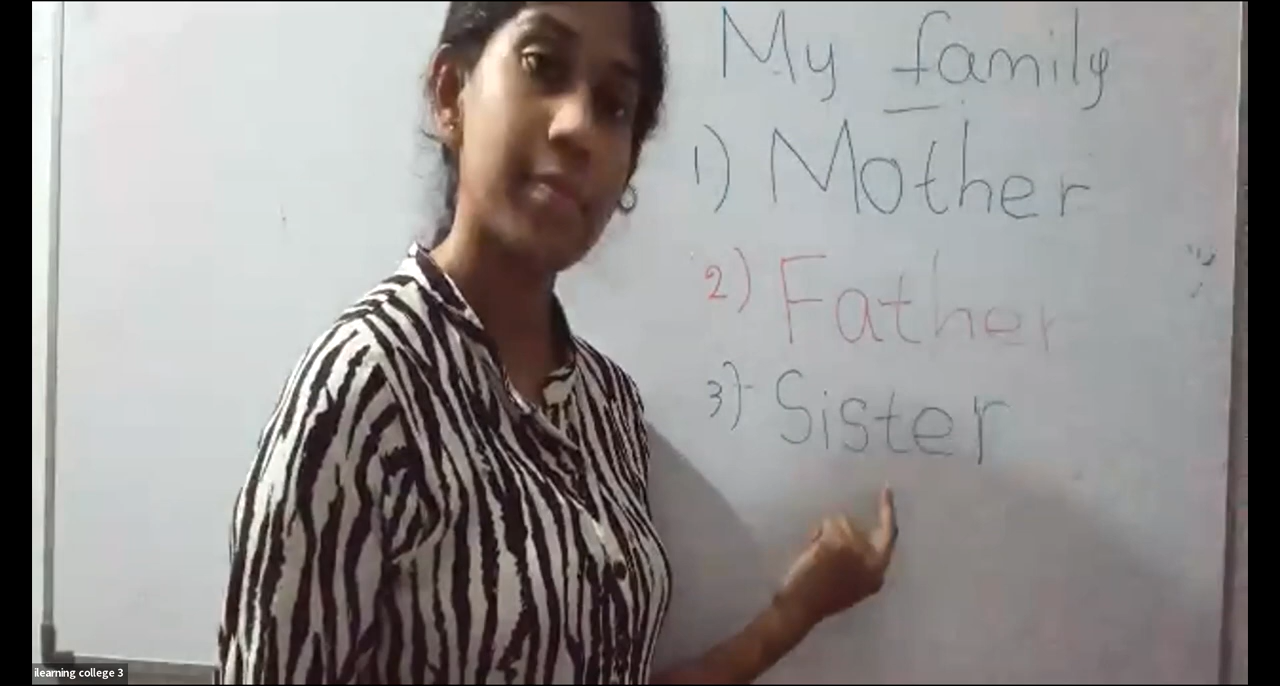 My family
1) Mother
2) Father
3) Sister
ilearning college 3